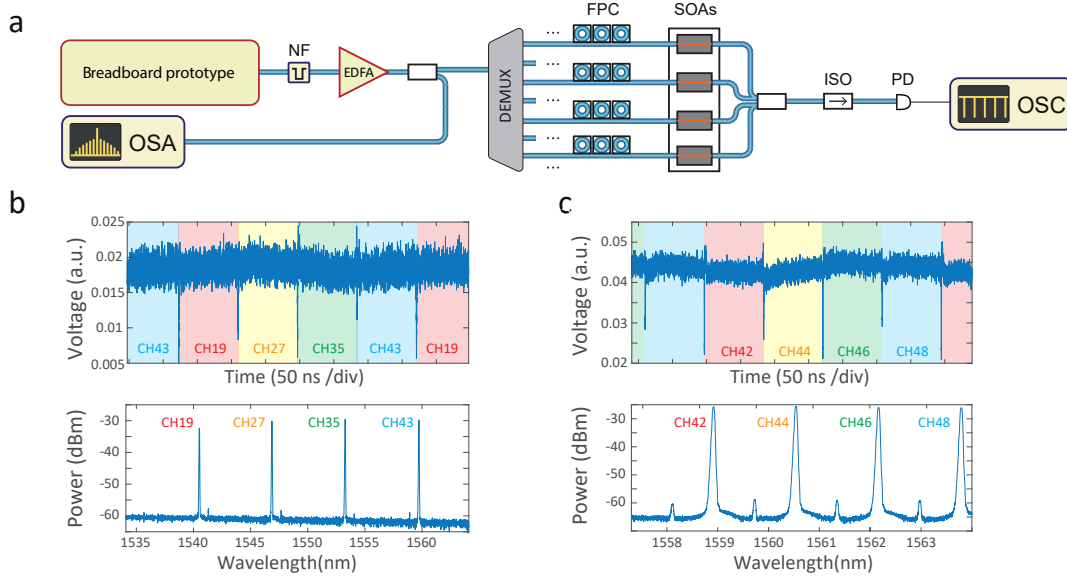 a
FPC
SOAs
NF
Breadboard prototype
EDFA
DEMUX
...
...
...
...
ISO
PD
OSC
OSA
b
Voltage (a.u.)
0.025
0.02
0.015
0.01
0.005
CH43
CH19
CH27
CH35
CH43
CH19
Time (50 ns /div)
Power (dBm)
-30
-40
-50
-60
CH19
CH27
CH35
CH43
1535
1540
1545
1550
1555
1560
Wavelength(nm)
c
Voltage (a.u.)
0.05
0.04
0.03
0.02
CH42
CH44
CH46
CH48
Time (50 ns /div)
Power (dBm)
-30
-40
-50
-60
CH42
CH44
CH46
CH48
1558
1559
1560
1561
1562
1563
Wavelength(nm)